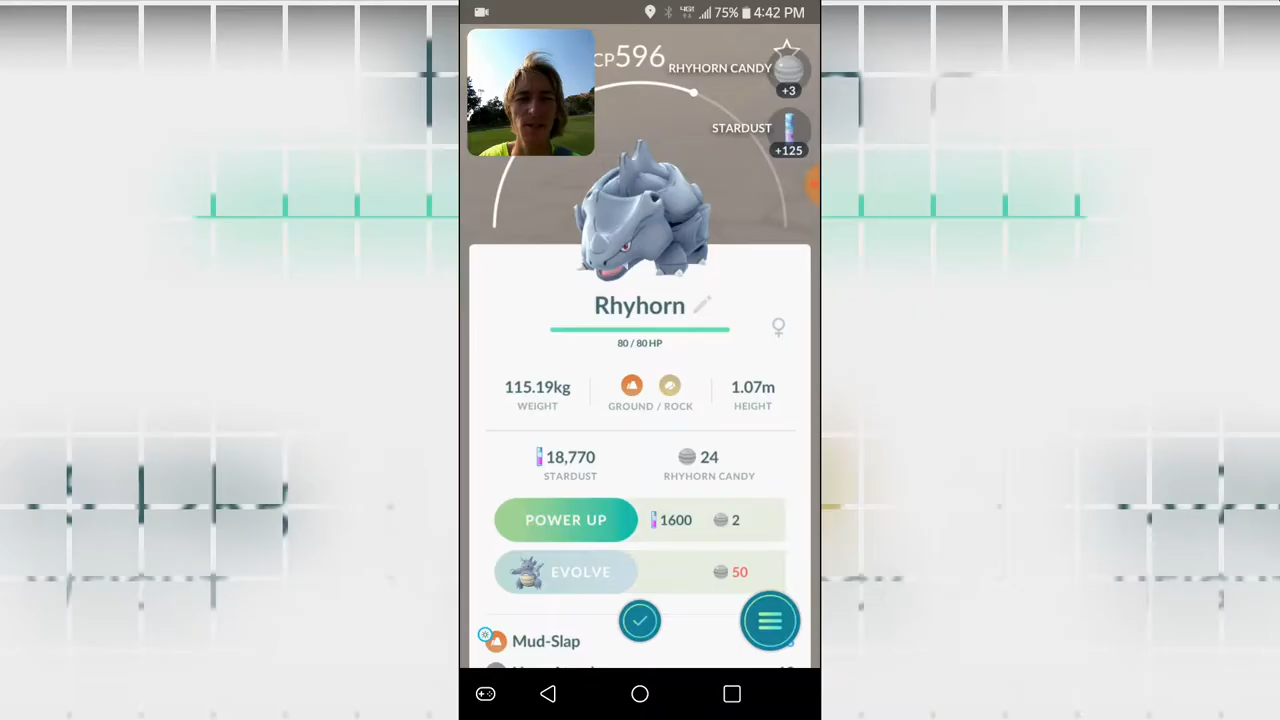 75% 4:42 PM
CP596
RHYHORN CANDY
+3
STARDUST
+125
Rhyhorn
80 / 80 HP
115.19kg
WEIGHT
GROUND / ROCK
1.07m
HEIGHT
18,770
STARDUST
24
RHYHORN CANDY
POWER UP 1600 2
EVOLVE 50
Mud-Slap